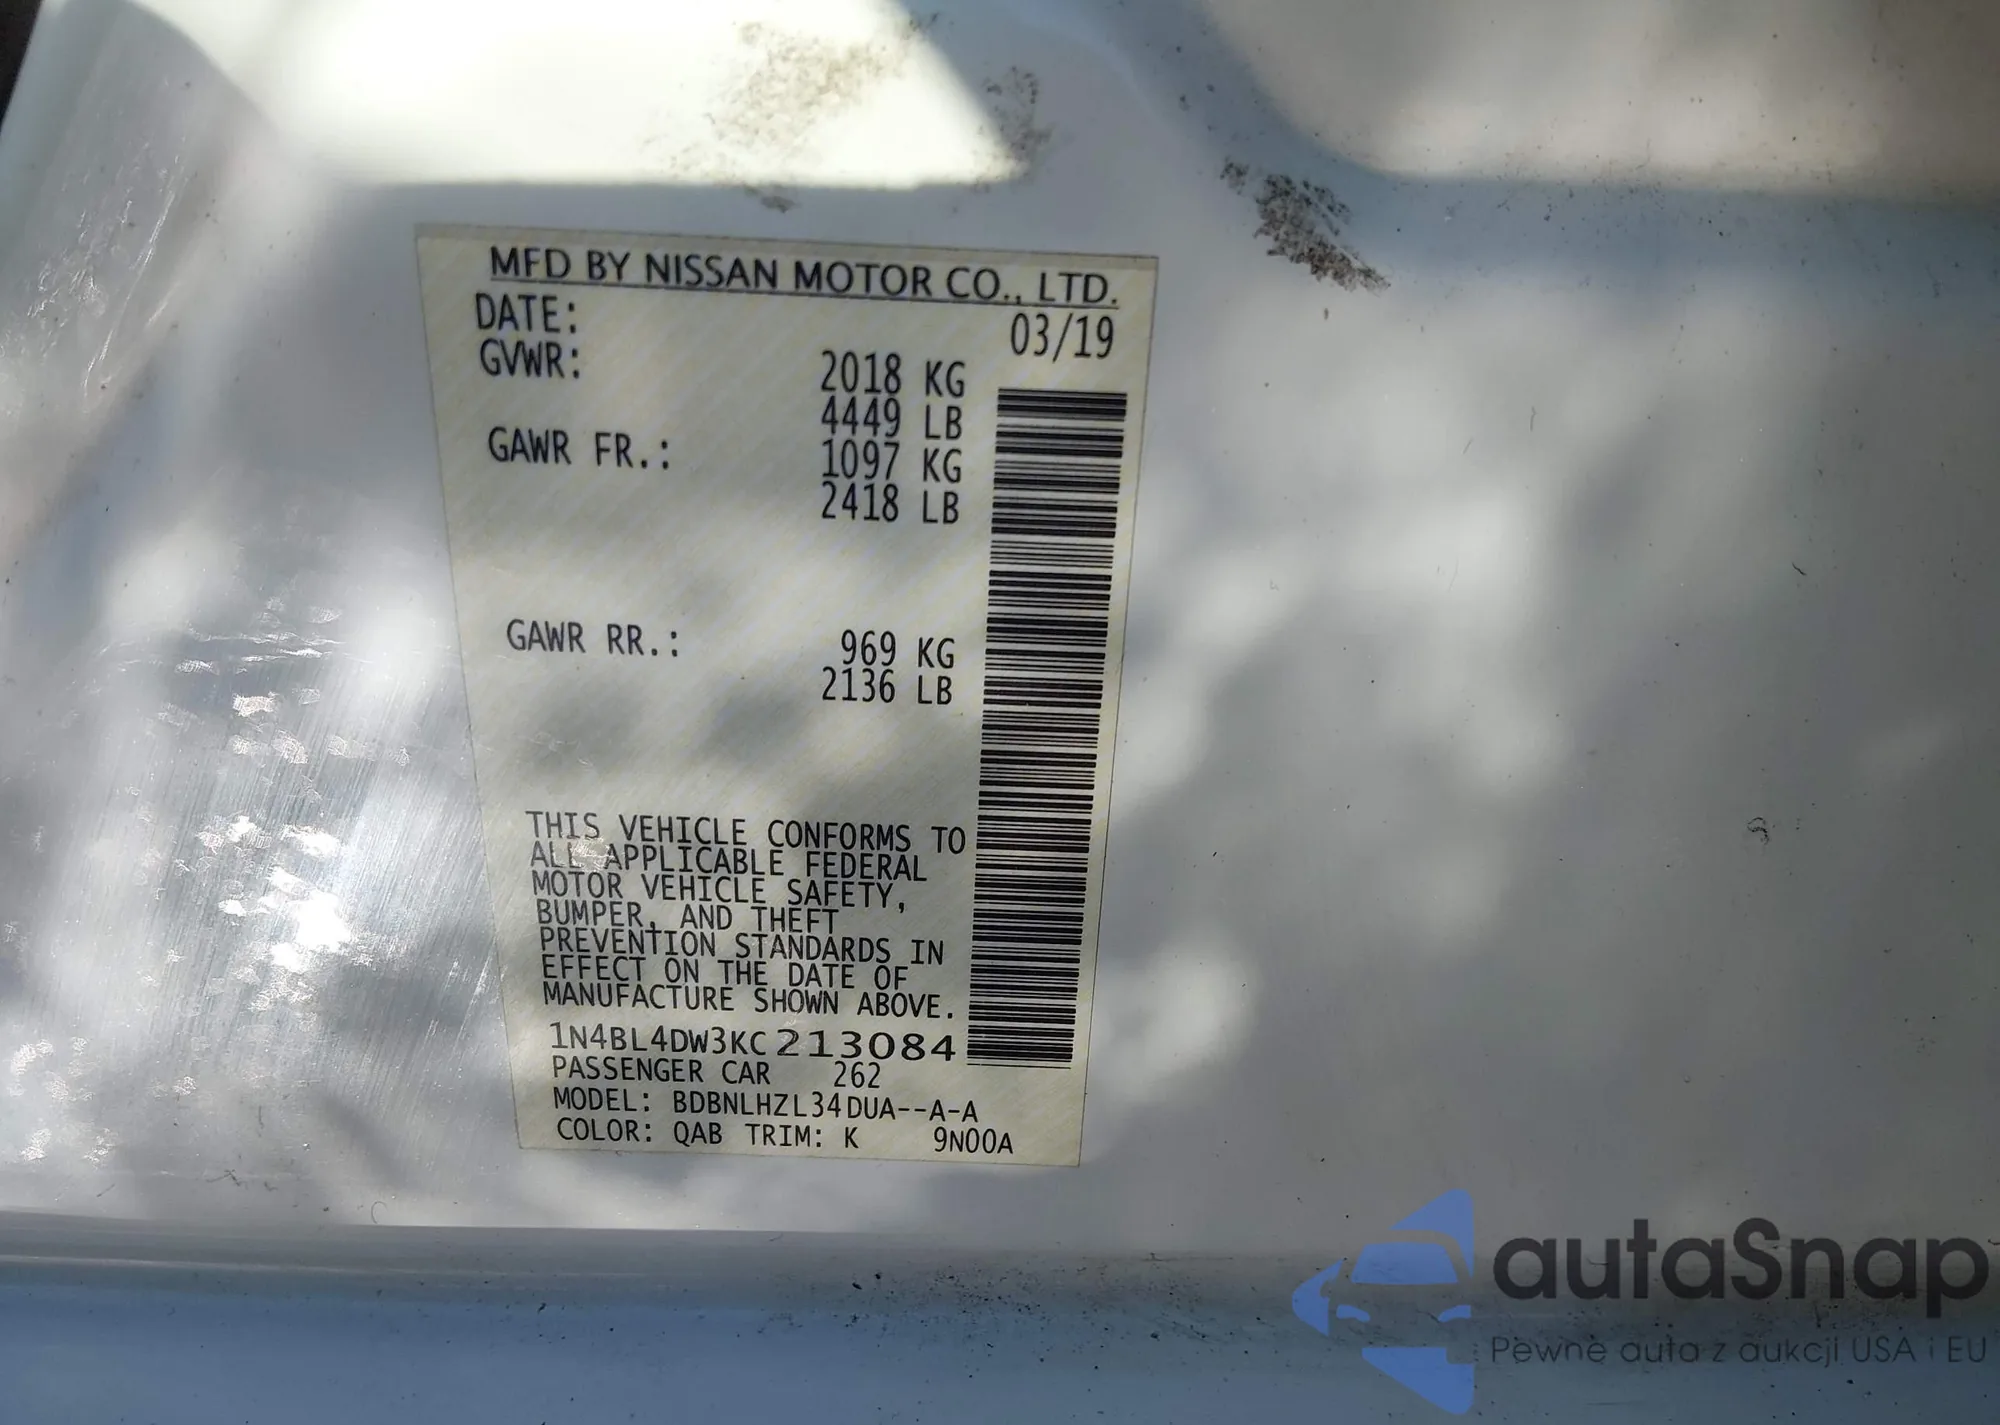 MFD BY NISSAN MOTOR CO., LTD.
DATE: 03/19
GVWR: 2018 KG
4449 LB
GAWR FR.: 1097 KG
2418 LB
GAWR RR.: 969 KG
2136 LB
THIS VEHICLE CONFORMS TO
ALL APPLICABLE FEDERAL
MOTOR VEHICLE SAFETY,
BUMPER, AND THEFT
PREVENTION STANDARDS IN
EFFECT ON THE DATE OF
MANUFACTURE SHOWN ABOVE.
1N4BL4DW3KC213084
PASSENGER CAR 262
MODEL: BDBNLHZL34DUA--A-A
COLOR: QAB TRIM: K 9N00A
autaSnap
Pewne auta z aukcji USA i EU